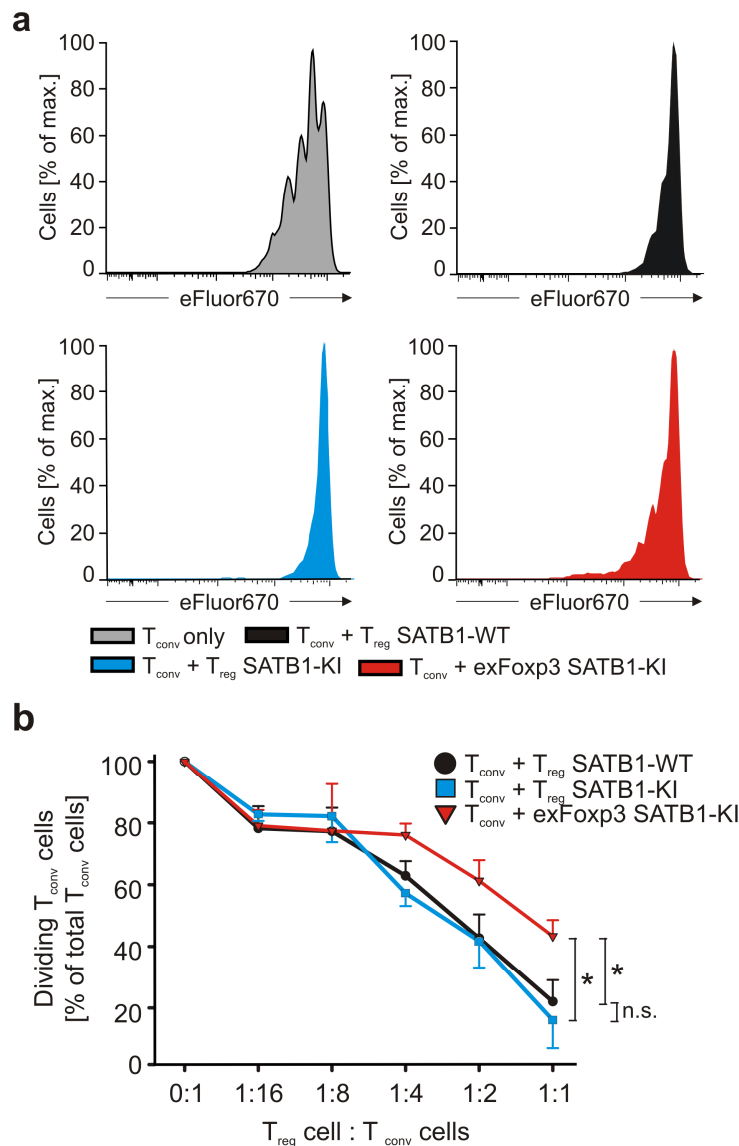 a
100
80
60
40
20
0
Cells [% of max.]
eFluor670
100
80
60
40
20
0
Cells [% of max.]
eFluor670
100
80
60
40
20
0
Cells [% of max.]
eFluor670
100
80
60
40
20
0
Cells [% of max.]
eFluor670
Tconv only
Tconv + Treg SATB1-WT
Tconv + Treg SATB1-KI
Tconv + exFoxp3 SATB1-KI
b
Tconv + Treg SATB1-WT
Tconv + Treg SATB1-KI
Tconv + exFoxp3 SATB1-KI
Dividing Tconv cells
[% of total Tconv cells]
100
80
60
40
20
0
*
*
n.s.
0:1 1:16 1:8 1:4 1:2 1:1
Treg cell : Tconv cells